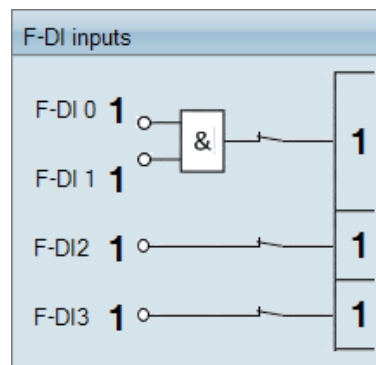 F-DI inputs
F-DI 0 1
&
1
F-DI 1 1
F-DI2 1 1
F-DI3 1 1